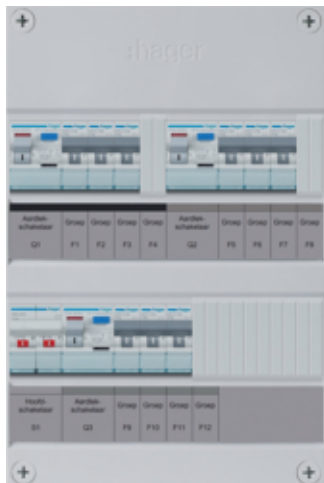 :hager
Aardlek- Groep Groep Groep Groep Aardlek- Groep Groep Groep Groep
schakelaar schakelaar
Q1 F1 F2 F3 F4 Q2 F5 F6 F7 F8
Hoofd- Aardlek- Groep Groep Groep Groep
schakelaar schakelaar
S1 Q3 F9 F10 F11 F12